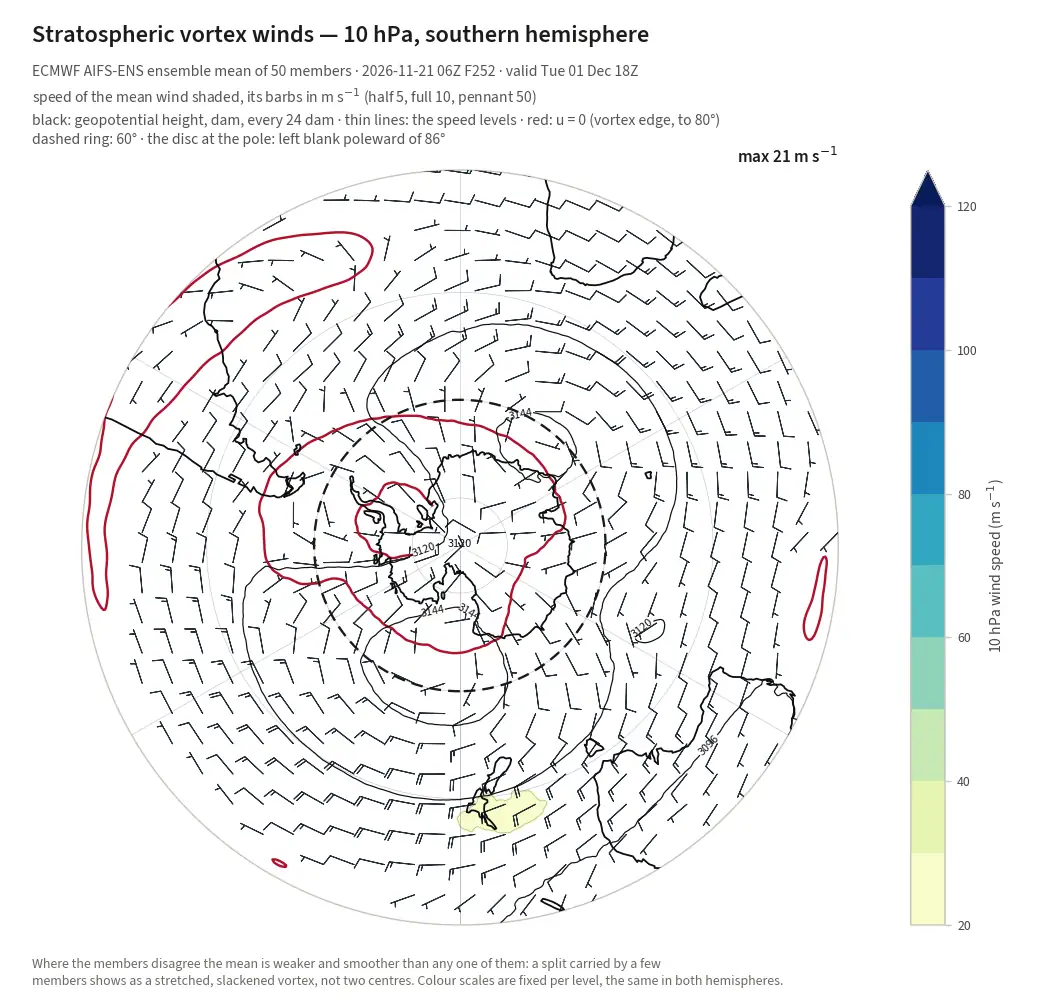 Stratospheric vortex winds — 10 hPa, southern hemisphere
ECMWF AIFS-ENS ensemble mean of 50 members · 2026-11-21 06Z F252 · valid Tue 01 Dec 18Z
speed of the mean wind shaded, its barbs in m s⁻¹ (half 5, full 10, pennant 50)
black: geopotential height, dam, every 24 dam · thin lines: the speed levels · red: u = 0 (vortex edge, to 80°)
dashed ring: 60° · the disc at the pole: left blank poleward of 86°
max 21 m s⁻¹
120
100
80
60
40
20
10 hPa wind speed (m s⁻¹)
3144
3120
3120
3144
3144
3120
3096
Where the members disagree the mean is weaker and smoother than any one of them: a split carried by a few
members shows as a stretched, slackened vortex, not two centres. Colour scales are fixed per level, the same in both hemispheres.